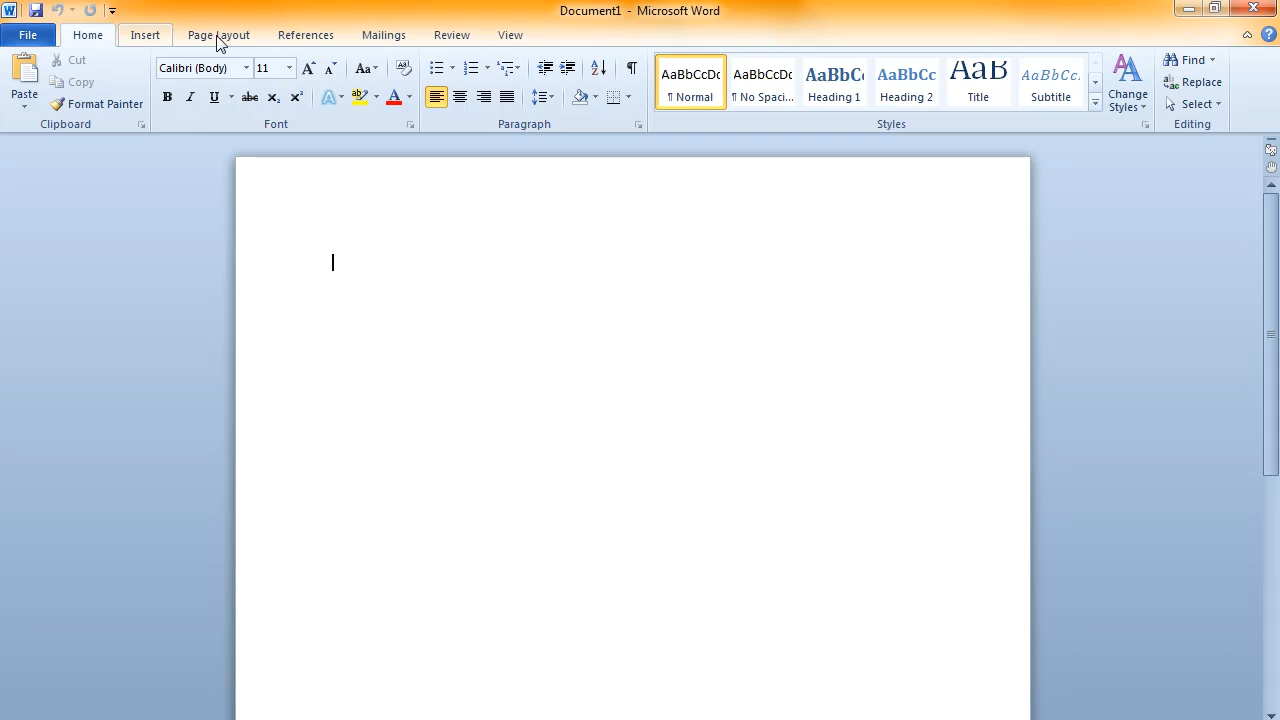 Document1 - Microsoft Word
File Home Insert Page Layout References Mailings Review View
Paste
Cut
Copy
Format Painter
Clipboard
Calibri (Body) 11
Font
Paragraph
AaBbCcDc AaBbCcDc AaBbCc AaBbCc AaB AaBbCc.
¶ Normal ¶ No Spaci... Heading 1 Heading 2 Title Subtitle
Change
Styles
Styles
Find
Replace
Select
Editing